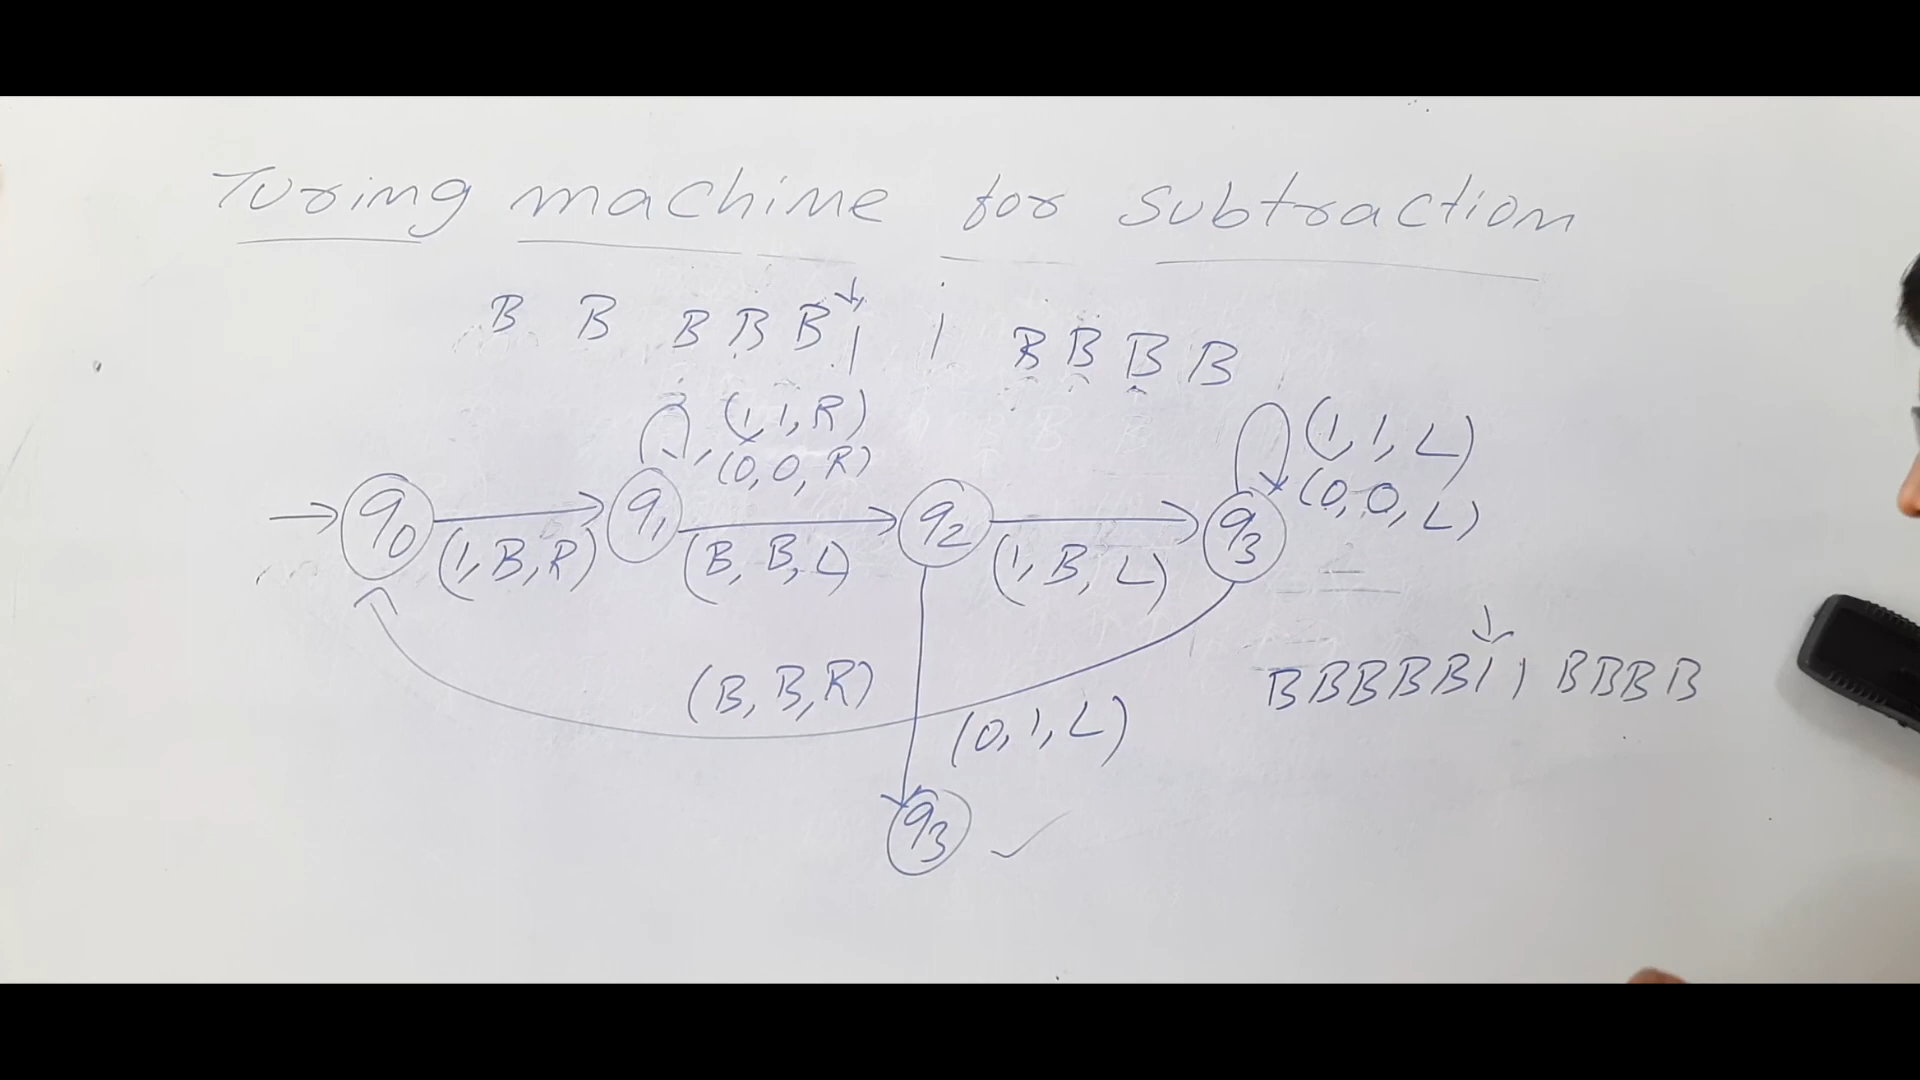 Turing machine for subtraction
B B B B B 1 1 B B B B
(1, 1, R)
(0, 0, R)
(1, 1, L)
(0, 0, L)
q0 q1 q2 q3
(1, B, R) (B, B, L) (1, B, L)
(B, B, R)
(0, 1, L)
B B B B B 1 1 B B B B
q3